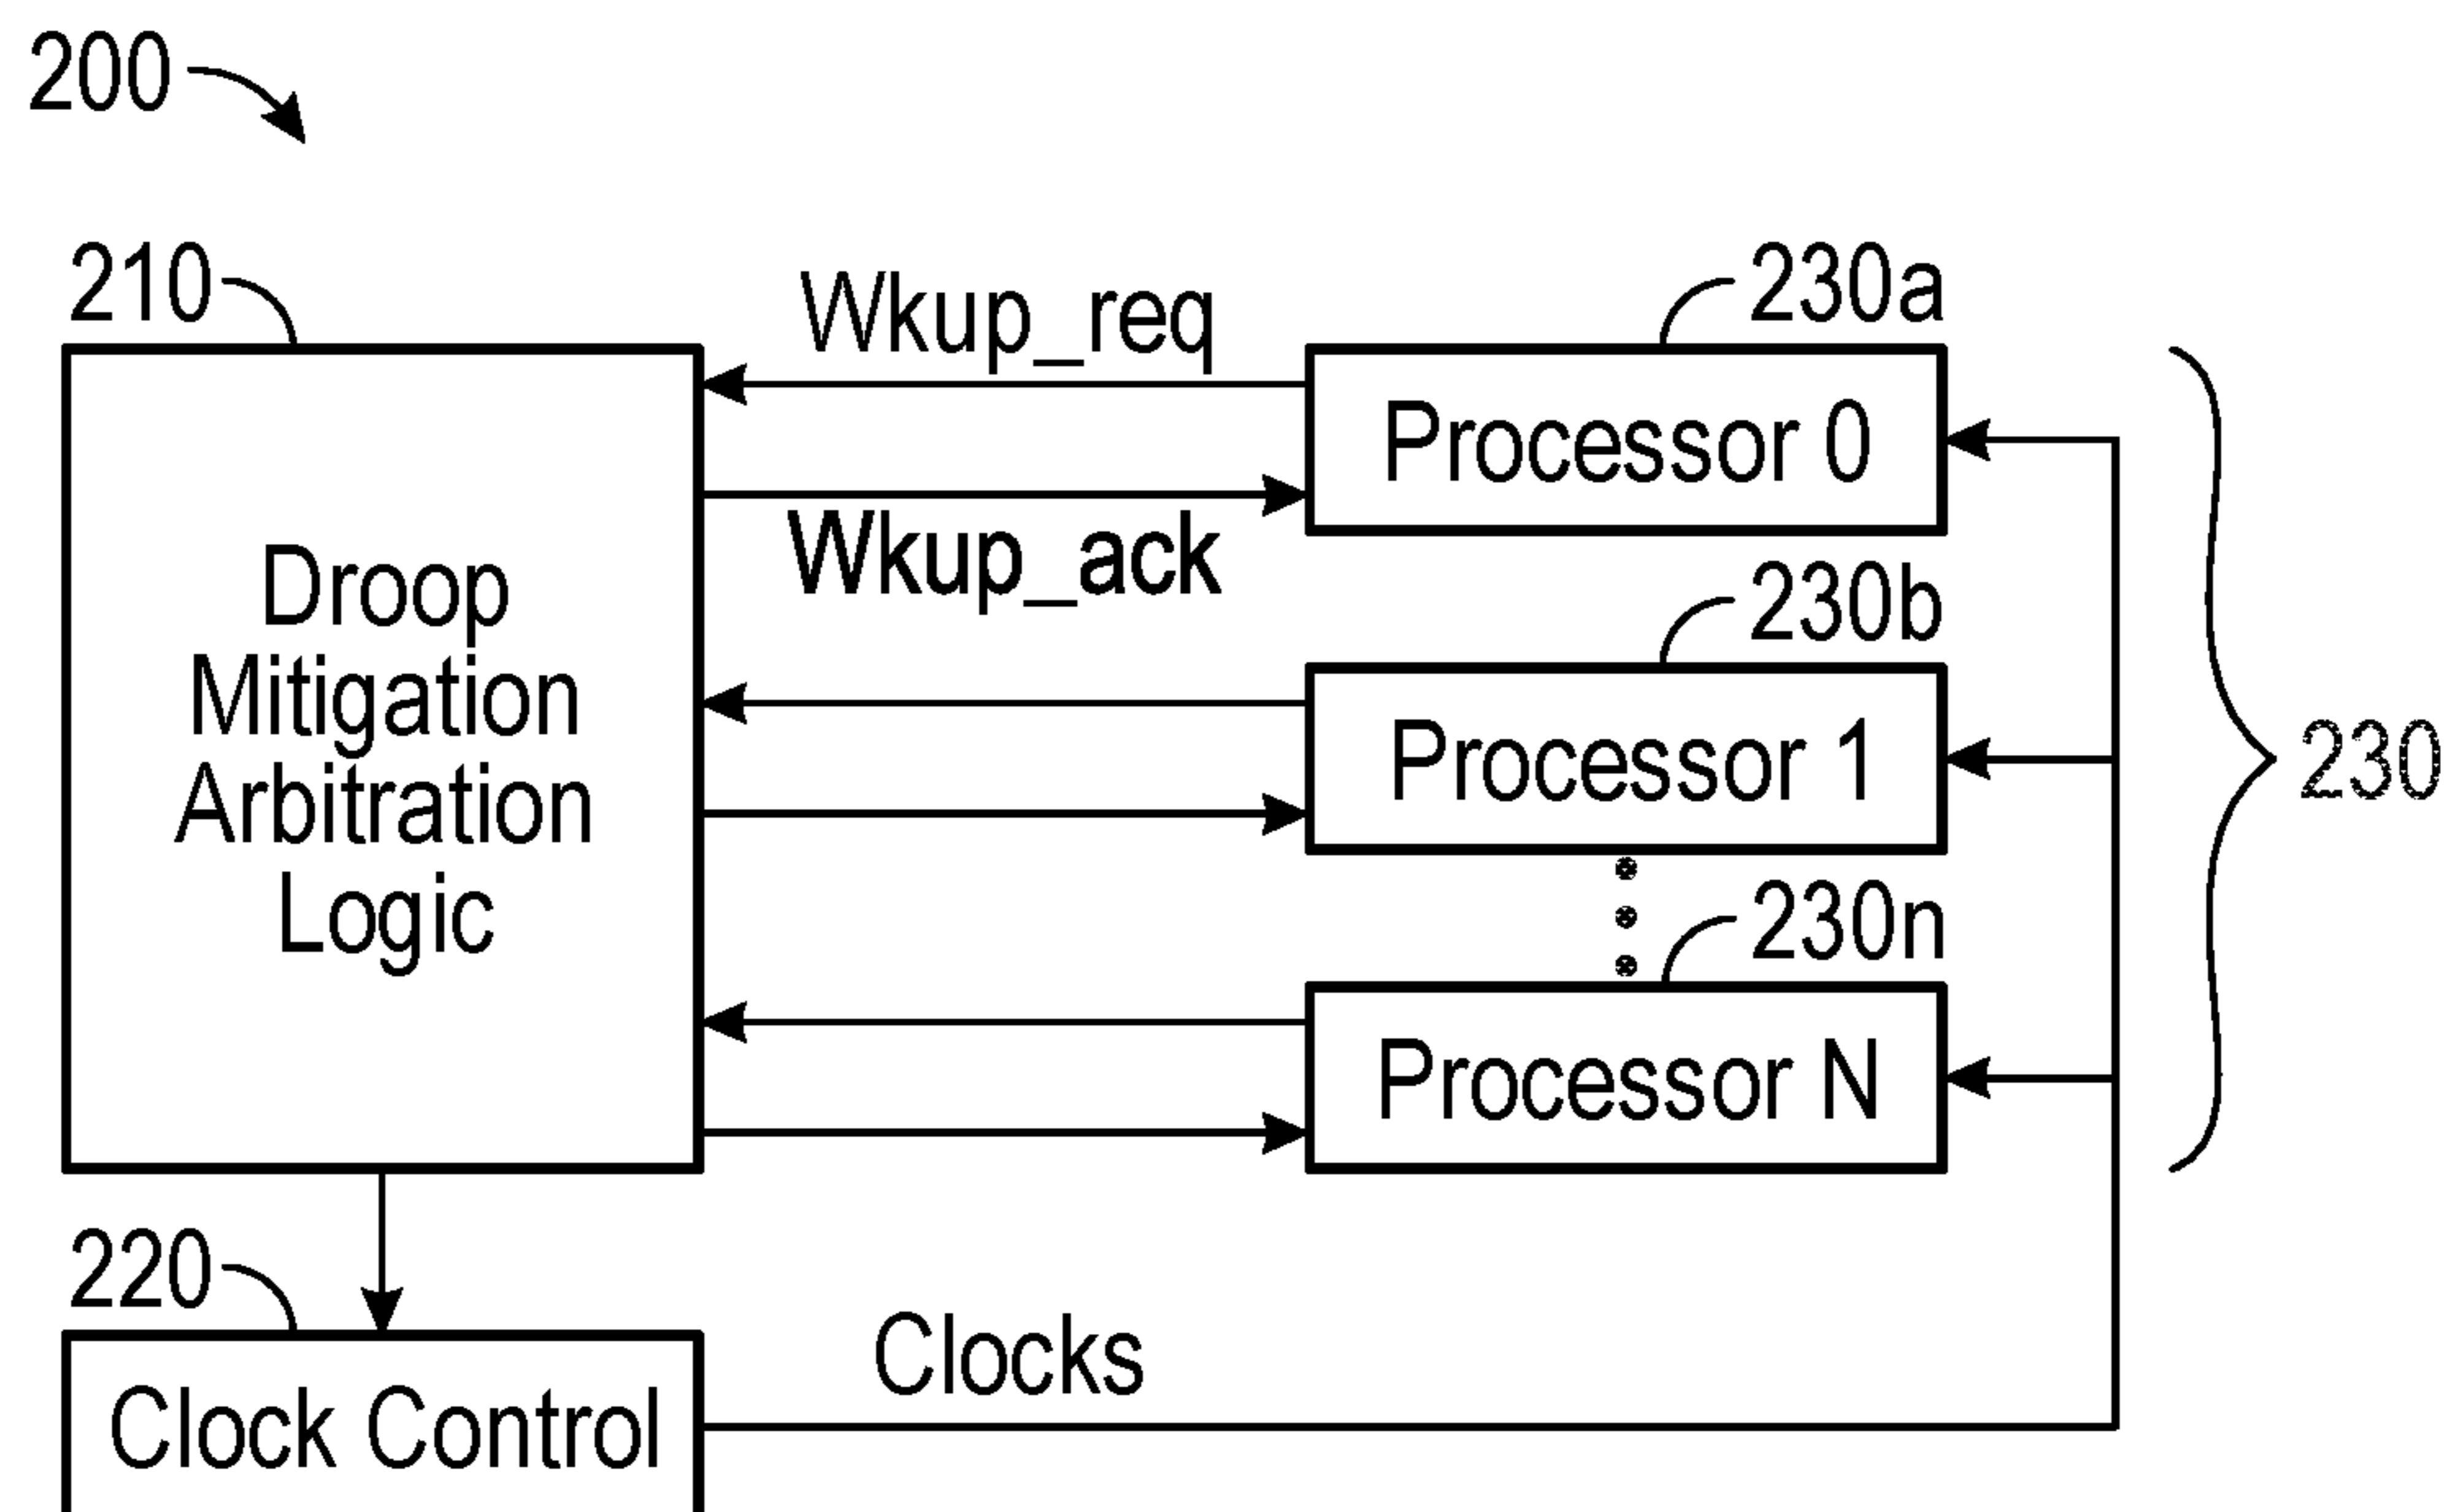 200
210
Wkup_req
230a
Processor 0
Wkup_ack
Droop
Mitigation
Arbitration
Logic
230b
Processor 1
230
230n
Processor N
220
Clocks
Clock Control